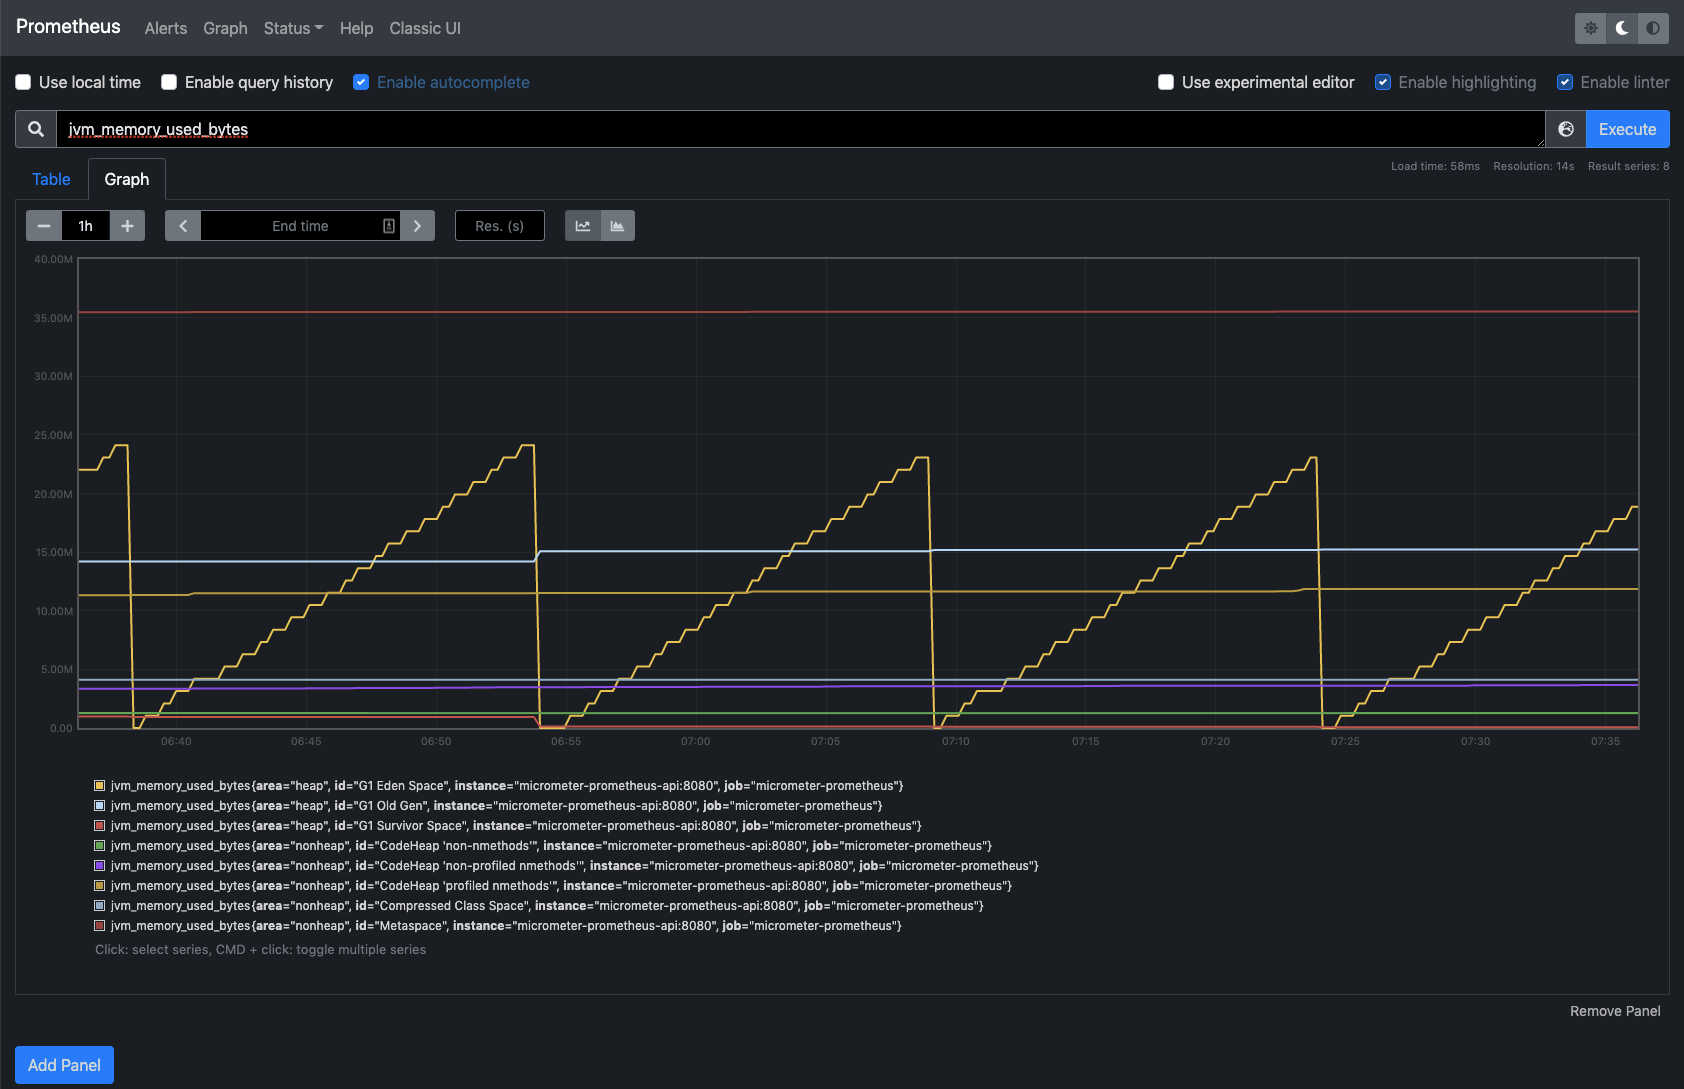 Prometheus Alerts Graph Status Help Classic UI
Use local time Enable query history Enable autocomplete Use experimental editor Enable highlighting Enable linter
jvm_memory_used_bytes Execute
Load time: 58ms Resolution: 14s Result series: 8
Table Graph
1h End time Res. (s)
40.00M
35.00M
30.00M
25.00M
20.00M
15.00M
10.00M
5.00M
0.00
06:40 06:45 06:50 06:55 07:00 07:05 07:10 07:15 07:20 07:25 07:30 07:35
jvm_memory_used_bytes{area="heap", id="G1 Eden Space", instance="micrometer-prometheus-api:8080", job="micrometer-prometheus"}
jvm_memory_used_bytes{area="heap", id="G1 Old Gen", instance="micrometer-prometheus-api:8080", job="micrometer-prometheus"}
jvm_memory_used_bytes{area="heap", id="G1 Survivor Space", instance="micrometer-prometheus-api:8080", job="micrometer-prometheus"}
jvm_memory_used_bytes{area="nonheap", id="CodeHeap 'non-nmethods'", instance="micrometer-prometheus-api:8080", job="micrometer-prometheus"}
jvm_memory_used_bytes{area="nonheap", id="CodeHeap 'non-profiled nmethods'", instance="micrometer-prometheus-api:8080", job="micrometer-prometheus"}
jvm_memory_used_bytes{area="nonheap", id="CodeHeap 'profiled nmethods'", instance="micrometer-prometheus-api:8080", job="micrometer-prometheus"}
jvm_memory_used_bytes{area="nonheap", id="Compressed Class Space", instance="micrometer-prometheus-api:8080", job="micrometer-prometheus"}
jvm_memory_used_bytes{area="nonheap", id="Metaspace", instance="micrometer-prometheus-api:8080", job="micrometer-prometheus"}
Click: select series, CMD + click: toggle multiple series
Remove Panel
Add Panel